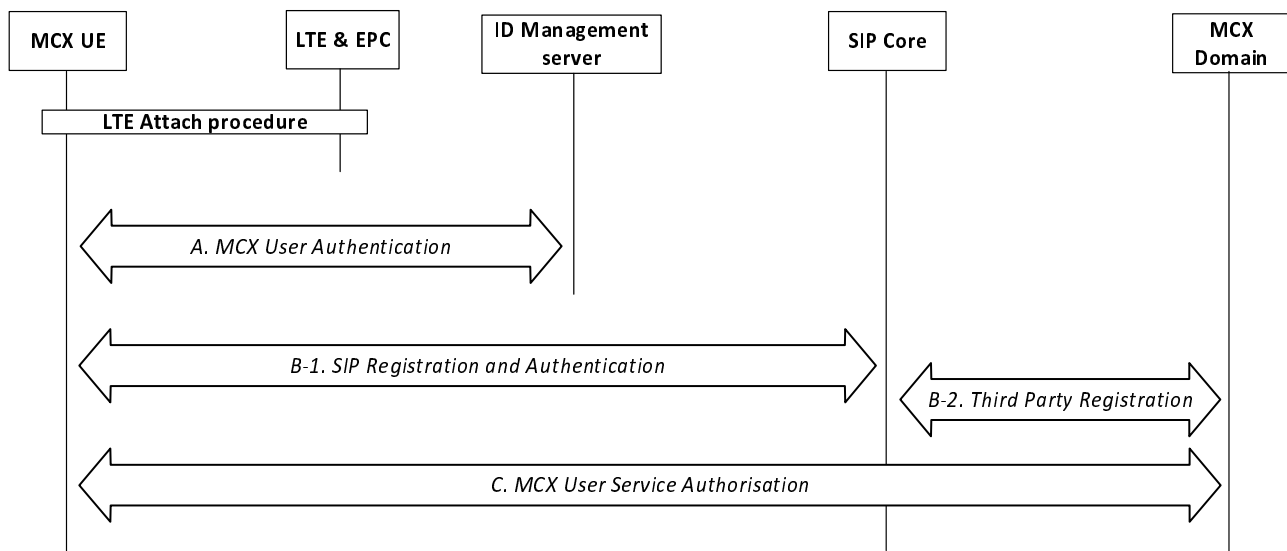 MCX UE
LTE & EPC
ID Management
server
SIP Core
MCX
Domain
LTE Attach procedure
A. MCX User Authentication
B-1. SIP Registration and Authentication
B-2. Third Party Registration
C. MCX User Service Authorisation